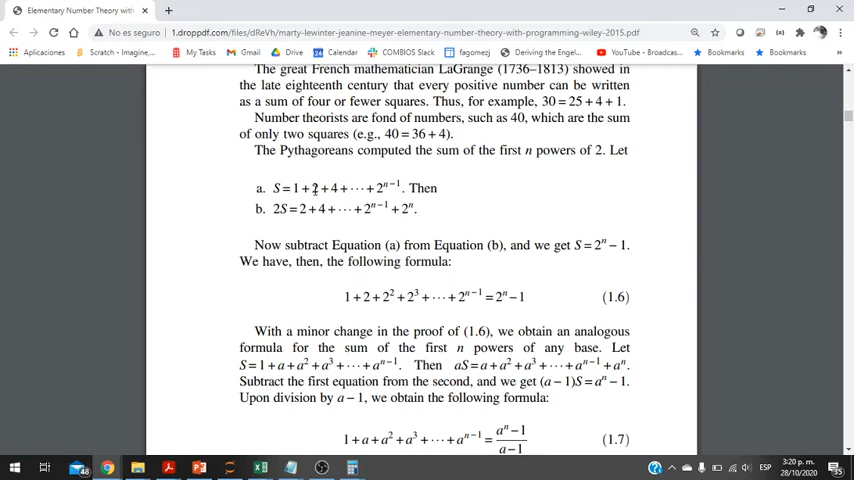 Elementary Number Theory with
No es seguro | 1.droppdf.com/files/dReVh/marty-lewinter-jeanine-meyer-elementary-number-theory-with-programming-wiley-2015.pdf
Aplicaciones Scratch – Imagine,... My Tasks Gmail Drive Calendar COMBIOS Slack fagomezj Deriving the Engel... YouTube - Broadcas... Bookmarks Bookmarks
The great French mathematician LaGrange (1736–1813) showed in
the late eighteenth century that every positive number can be written
as a sum of four or fewer squares. Thus, for example, 30 = 25 + 4 + 1.
Number theorists are fond of numbers, such as 40, which are the sum
of only two squares (e.g., 40 = 36 + 4).
The Pythagoreans computed the sum of the first n powers of 2. Let
a. S = 1 + 2 + 4 + ⋯ + 2ⁿ⁻¹. Then
b. 2S = 2 + 4 + ⋯ + 2ⁿ⁻¹ + 2ⁿ.
Now subtract Equation (a) from Equation (b), and we get S = 2ⁿ − 1.
We have, then, the following formula:
1 + 2 + 2² + 2³ + ⋯ + 2ⁿ⁻¹ = 2ⁿ − 1 (1.6)
With a minor change in the proof of (1.6), we obtain an analogous
formula for the sum of the first n powers of any base. Let
S = 1 + a + a² + a³ + ⋯ + aⁿ⁻¹. Then aS = a + a² + a³ + ⋯ + aⁿ⁻¹ + aⁿ.
Subtract the first equation from the second, and we get (a − 1)S = aⁿ − 1.
Upon division by a − 1, we obtain the following formula:
1 + a + a² + a³ + ⋯ + aⁿ⁻¹ = (aⁿ − 1)/(a − 1) (1.7)
48
ESP
3:20 p. m.
28/10/2020
35